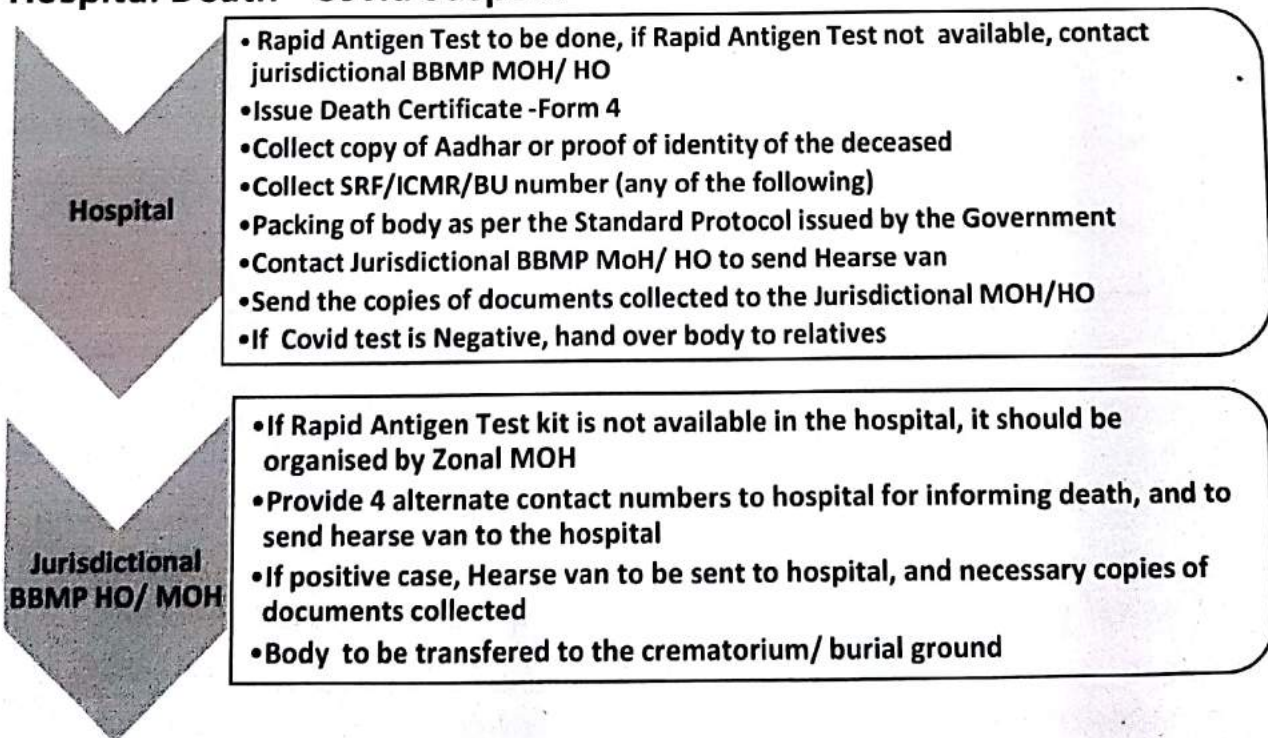 Hospital
• Rapid Antigen Test to be done, if Rapid Antigen Test not available, contact
jurisdictional BBMP MOH/ HO
•Issue Death Certificate -Form 4
•Collect copy of Aadhar or proof of identity of the deceased
•Collect SRF/ICMR/BU number (any of the following)
•Packing of body as per the Standard Protocol issued by the Government
•Contact Jurisdictional BBMP MoH/ HO to send Hearse van
•Send the copies of documents collected to the Jurisdictional MOH/HO
•If Covid test is Negative, hand over body to relatives
Jurisdictional
BBMP HO/ MOH
•If Rapid Antigen Test kit is not available in the hospital, it should be
organised by Zonal MOH
•Provide 4 alternate contact numbers to hospital for informing death, and to
send hearse van to the hospital
•If positive case, Hearse van to be sent to hospital, and necessary copies of
documents collected
•Body to be transfered to the crematorium/ burial ground